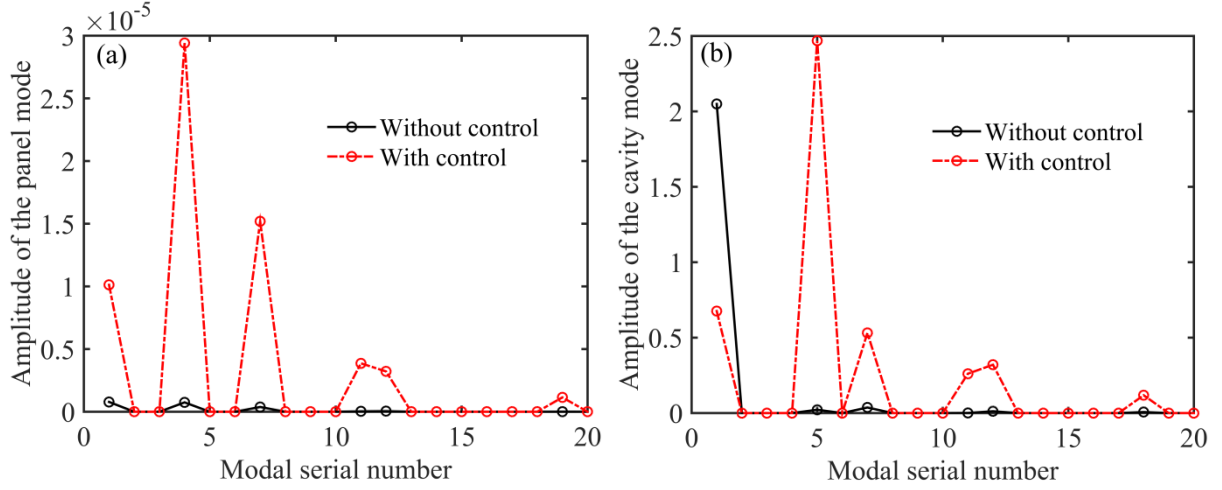 ×10⁻⁵
(a)
Amplitude of the panel mode
3
2.5
2
1.5
1
0.5
0
Without control
With control
0 5 10 15 20
Modal serial number
(b)
Amplitude of the cavity mode
2.5
2
1.5
1
0.5
0
Without control
With control
0 5 10 15 20
Modal serial number